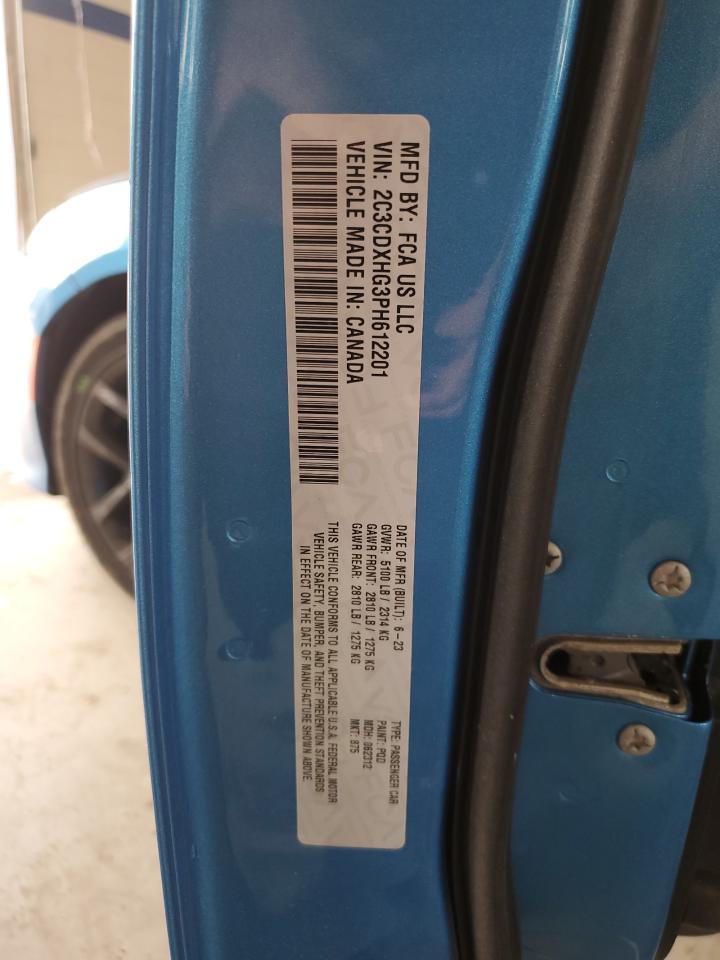 MFD BY: FCA US LLC
VIN: 2C3CDXHG3PH612201
VEHICLE MADE IN: CANADA
DATE OF MFR (BUILT): 6-23
GVWR: 5100 LB / 2314 KG
GAWR FRONT: 2810 LB / 1275 KG
GAWR REAR: 2810 LB / 1275 KG
TYPE: PASSENGER CAR
PAINT: PQD
MDH: 062312
MKT: 875
THIS VEHICLE CONFORMS TO ALL APPLICABLE U.S.A. FEDERAL MOTOR
VEHICLE SAFETY, BUMPER, AND THEFT PREVENTION STANDARDS
IN EFFECT ON THE DATE OF MANUFACTURE SHOWN ABOVE.